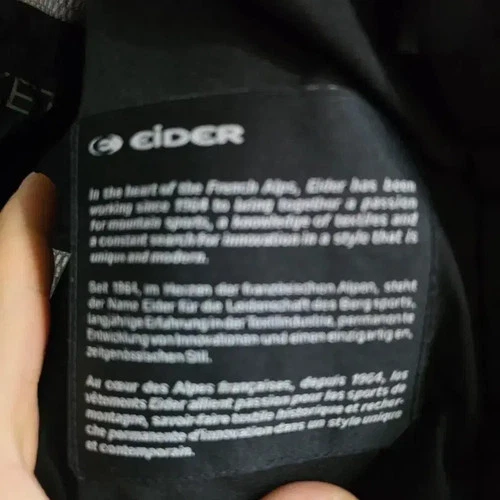 EIDER
In the heart of the French Alps, Eider has been
working since 1964 to bring together a passion
for mountain sports, a knowledge of textiles and
a constant search for innovation in a style that is
unique and modern.
Seit 1964, im Herzen der französischen Alpen, steht
der Name Eider für die Leidenschaft des Bergsports,
langjährige Erfahrung in der Textilindustrie, permanente
Entwicklung von Innovationen und einen einzigartigen,
zeitgenössischen Stil.
Au cœur des Alpes françaises, depuis 1964, les
vêtements Eider allient passion pour les sports de
montagne, savoir-faire textile historique et recher-
che permanente d'innovation dans un style unique
et contemporain.